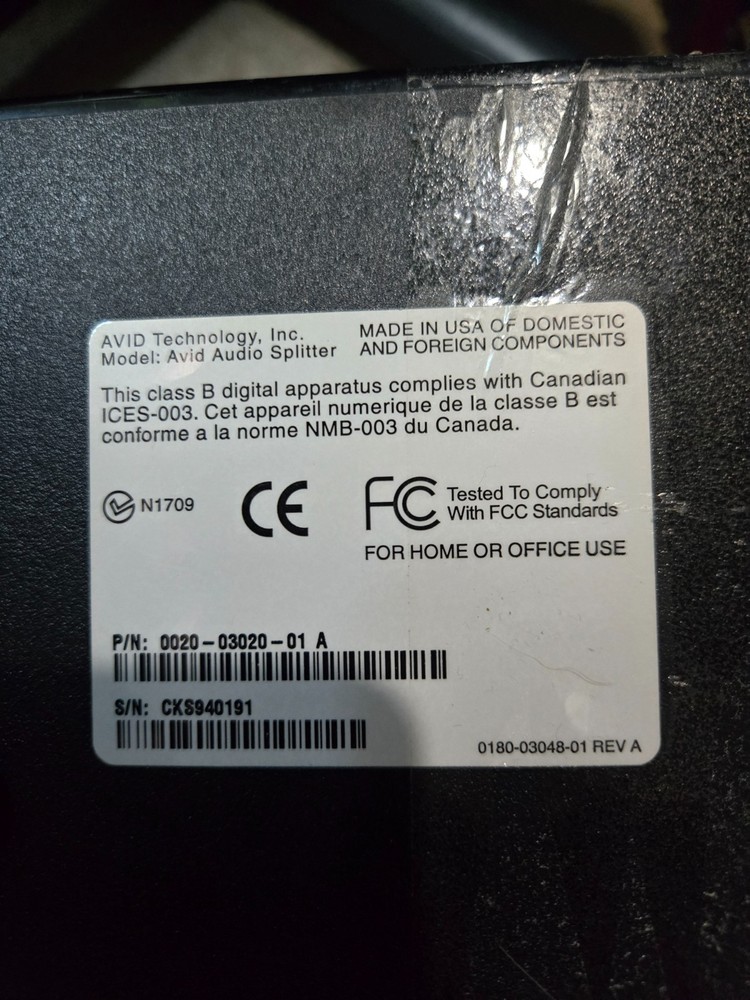 AVID Technology, Inc.
Model: Avid Audio Splitter
MADE IN USA OF DOMESTIC
AND FOREIGN COMPONENTS
This class B digital apparatus complies with Canadian
ICES-003. Cet appareil numerique de la classe B est
conforme a la norme NMB-003 du Canada.
N1709
CE
FC
Tested To Comply
With FCC Standards
FOR HOME OR OFFICE USE
P/N: 0020-03020-01 A
S/N: CKS940191
0180-03048-01 REV A